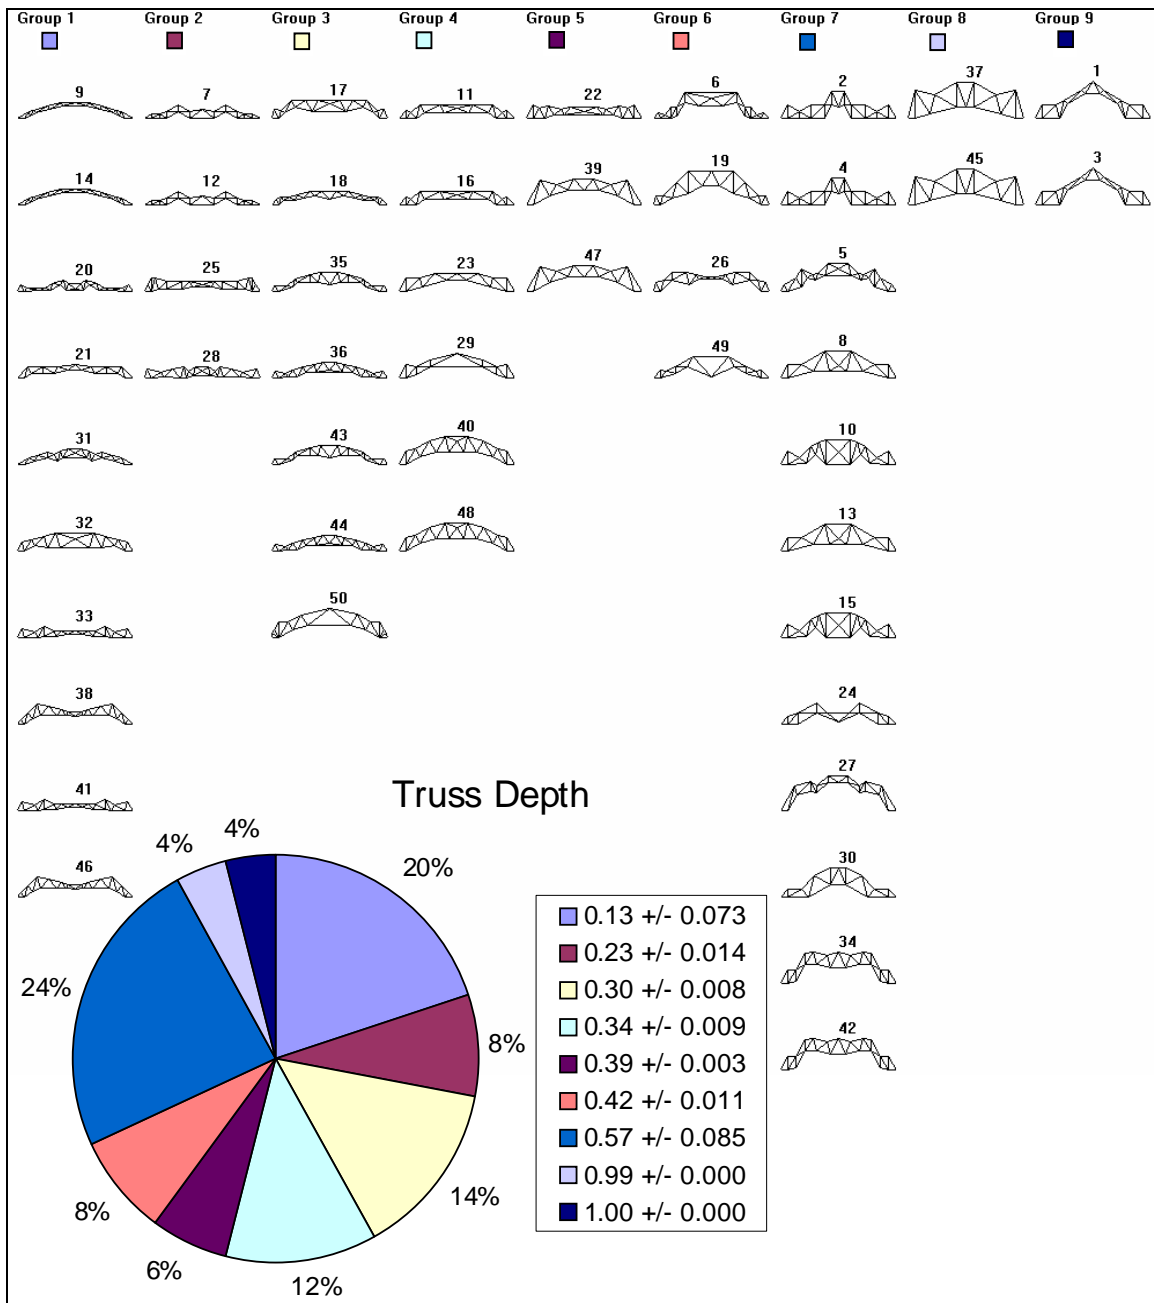 Group 1 Group 2 Group 3 Group 4 Group 5 Group 6 Group 7 Group 8 Group 9
9 7 17 11 22 6 2 37 1
14 12 18 16 39 19 4 45 3
20 25 35 23 47 26 5
21 28 36 29 49 8
31 43 40 10
32 44 48 13
33 50 15
38 24
41 27
46 30
34
42
Truss Depth
4% 4%
20%
24%
8%
14%
8%
6%
12%
0.13 +/- 0.073
0.23 +/- 0.014
0.30 +/- 0.008
0.34 +/- 0.009
0.39 +/- 0.003
0.42 +/- 0.011
0.57 +/- 0.085
0.99 +/- 0.000
1.00 +/- 0.000